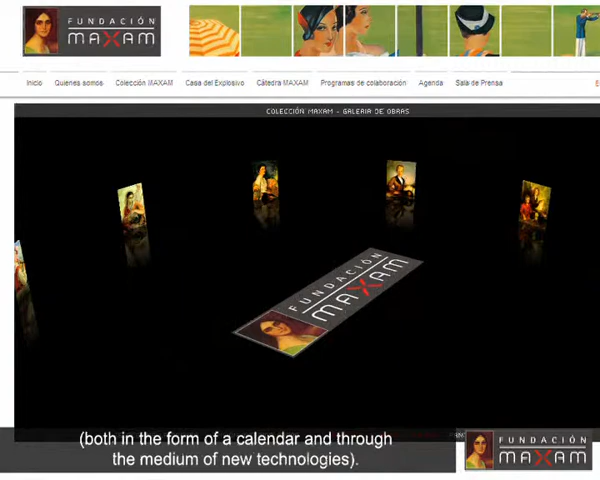 FUNDACIÓN
MAXAM
Inicio Quienes somos Colección MAXAM Casa del Explosivo Cátedra MAXAM Programas de colaboración Agenda Sala de Prensa
COLECCIÓN MAXAM - GALERIA DE OBRAS
FUNDACIÓN
MAXAM
(both in the form of a calendar and through
the medium of new technologies).
FUNDACIÓN
MAXAM